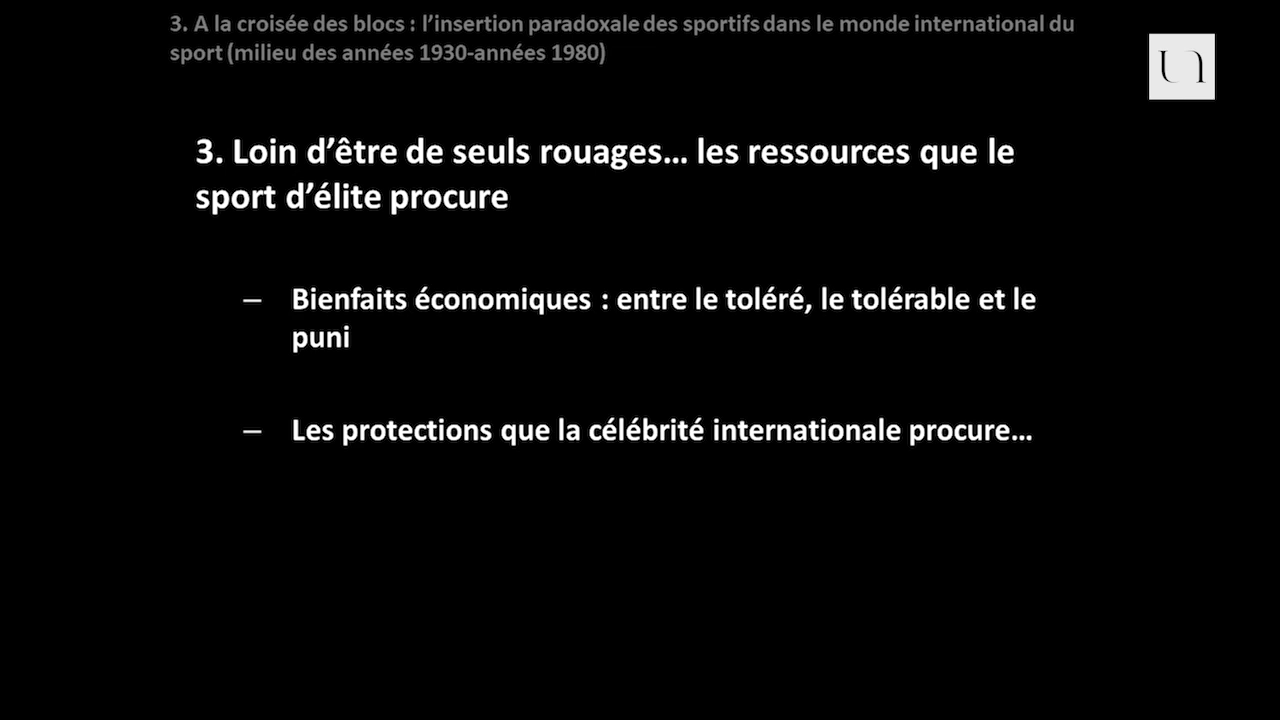 3. A la croisée des blocs : l’insertion paradoxale des sportifs dans le monde international du
sport (milieu des années 1930-années 1980)
3. Loin d’être de seuls rouages… les ressources que le
sport d’élite procure
– Bienfaits économiques : entre le toléré, le tolérable et le
puni
– Les protections que la célébrité internationale procure…